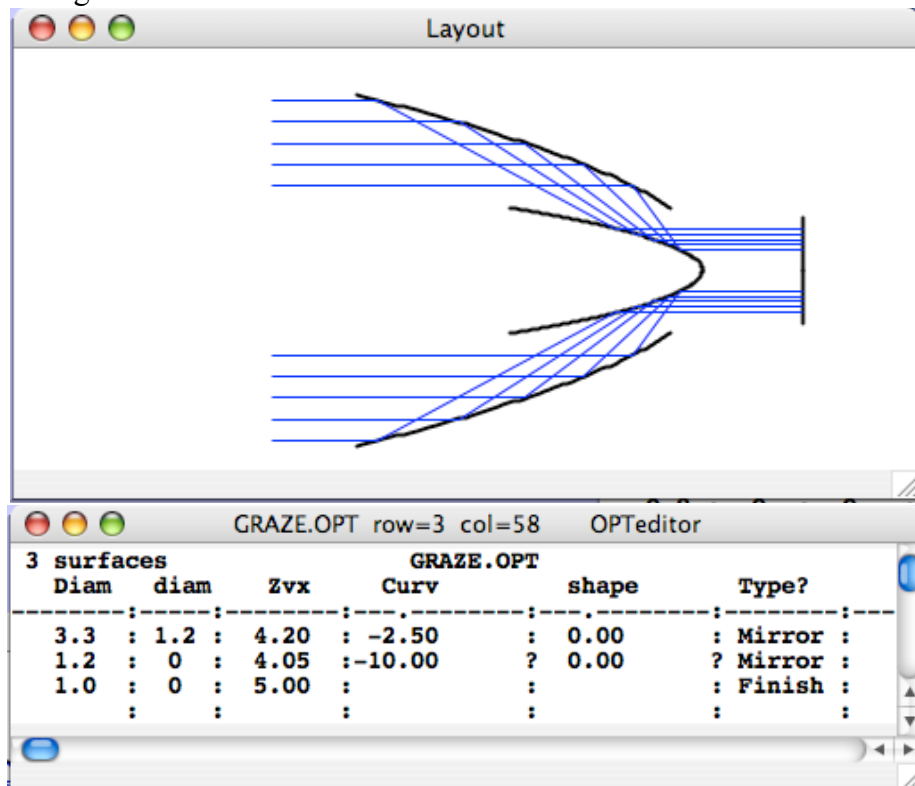 Layout
GRAZE.OPT row=3 col=58 OPTeditor
3 surfaces GRAZE.OPT
Diam diam Zvx Curv shape Type?
--------:-----:--------:---.--------:---.--------:--------:---
3.3 : 1.2 : 4.20 : -2.50 : 0.00 : Mirror :
1.2 : 0 : 4.05 :-10.00 ? 0.00 ? Mirror :
1.0 : 0 : 5.00 : : : Finish :
: : : : : :